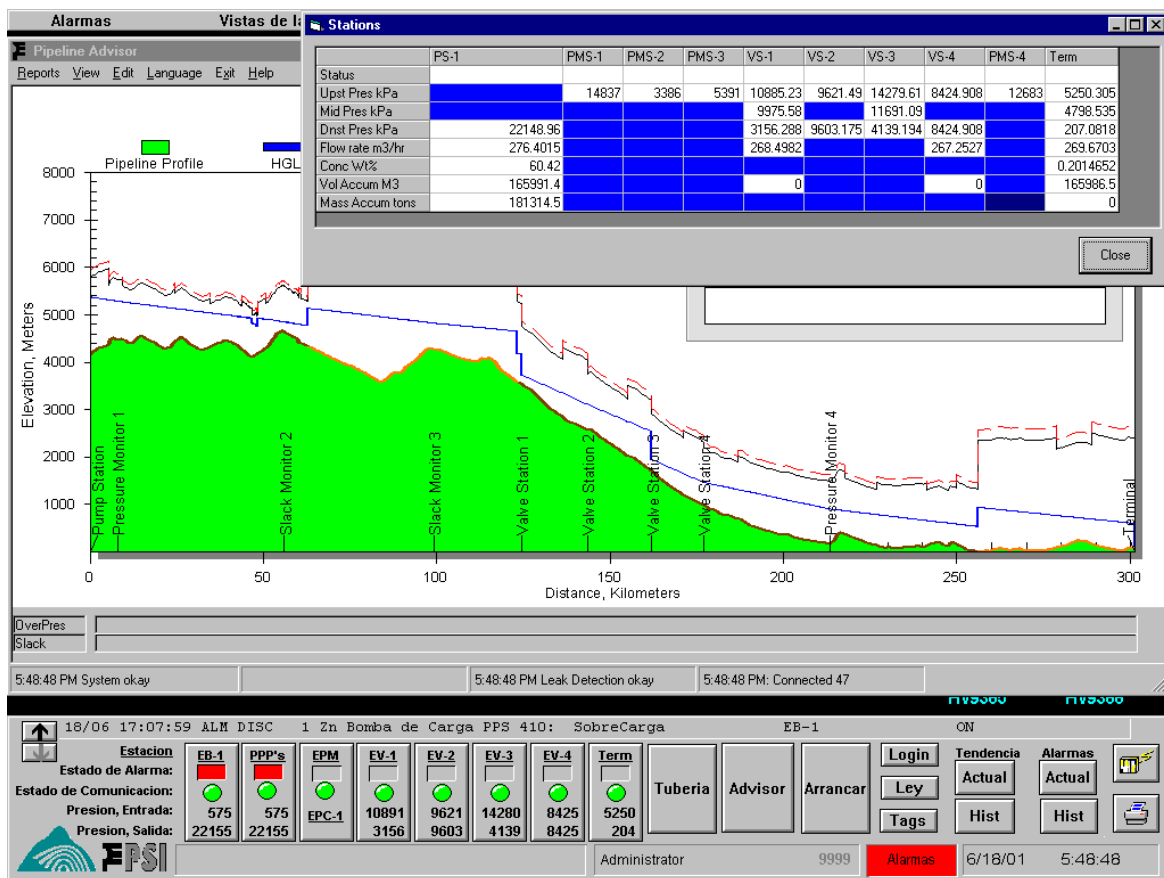 Alarmas Vistas de la
Stations
Pipeline Advisor
Reports View Edit Language Exit Help
PS-1 PMS-1 PMS-2 PMS-3 VS-1 VS-2 VS-3 VS-4 PMS-4 Term
Status
Upst Pres kPa 14837 3386 5391 10885.23 9621.49 14279.61 8424.908 12683 5250.305
Mid Pres kPa 9975.58 11691.09 4798.535
Dnst Pres kPa 22148.96 3156.288 9603.175 4139.194 8424.908 207.0818
Flow rate m3/hr 276.4015 268.4982 267.2527 269.6703
Conc Wt% 60.42 0.2014652
Vol Accum M3 165991.4 0 0 165986.5
Mass Accum tons 181314.5 0
Close
Pipeline Profile HGL
8000
7000
6000
5000
4000
3000
2000
1000
Elevation, Meters
Pump Station
Pressure Monitor 1
Slack Monitor 2
Slack Monitor 3
Valve Station 1
Valve Station 2
Valve Station 3
Valve Station 4
Pressure Monitor 4
Terminal
0 50 100 150 200 250 300
Distance, Kilometers
OverPres
Slack
5:48:48 PM System okay 5:48:48 PM Leak Detection okay 5:48:48 PM: Connected 47
HV9365 HV9366
18/06 17:07:59 ALM DISC 1 Zn Bomba de Carga PPS 410: SobreCarga EB-1 ON
Estacion EB-1 PPP's EPM EV-1 EV-2 EV-3 EV-4 Term
Estado de Alarma:
Estado de Comunicacion:
Presion, Entrada: 575 575 EPC-1 10891 9621 14280 8425 5250
Presion, Salida: 22155 22155 3156 9603 4139 8425 204
Tuberia Advisor Arrancar
Login
Ley
Tags
Tendencia
Actual
Hist
Alarmas
Actual
Hist
PSI Administrator 9999 Alarmas 6/18/01 5:48:48